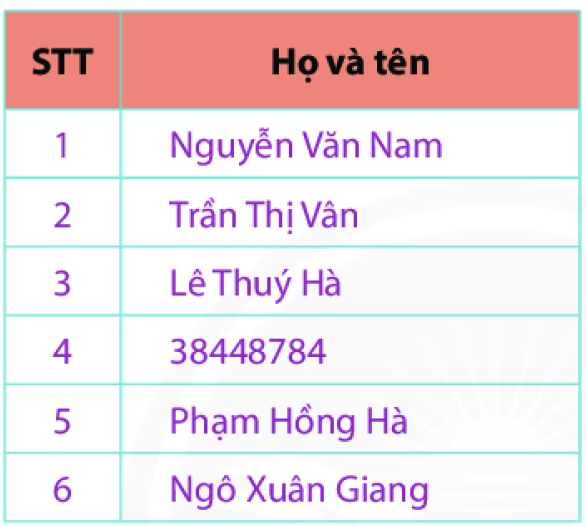 STT Họ và tên
1 Nguyễn Văn Nam
2 Trần Thị Vân
3 Lê Thuý Hà
4 38448784
5 Phạm Hồng Hà
6 Ngô Xuân Giang